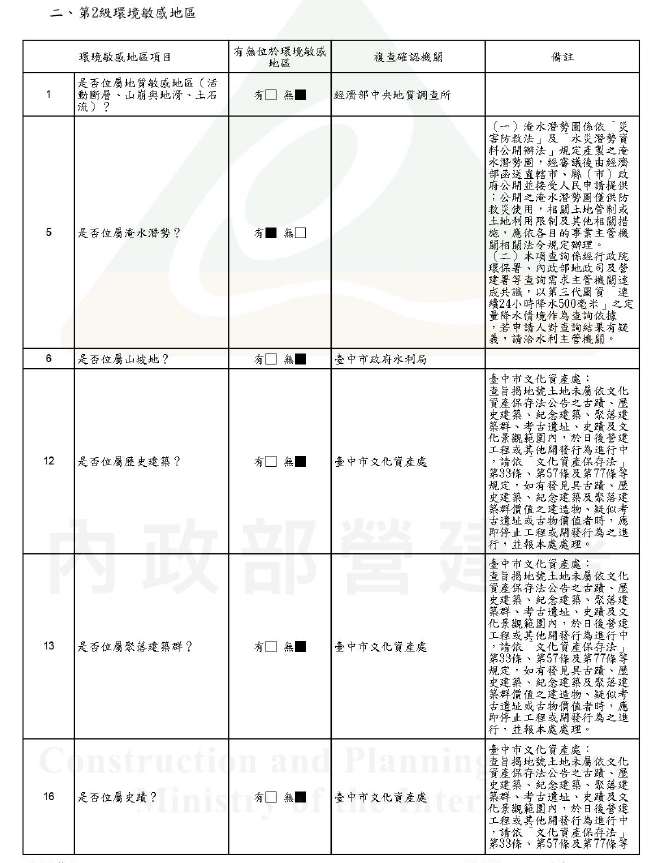 二、第2級環境敏感地區
環境敏感地區項目
有無位於環境敏感
地區
複查確認機關
備註
1
是否位屬地質敏感地區（活
動斷層、山崩與地滑、土石
流）？
有□ 無■
經濟部中央地質調查所
5
是否位屬淹水潛勢？
有■ 無□
（一）淹水潛勢圖係依「災
害防救法」及「水災潛勢資
料公開辦法」規定產製之淹
水潛勢圖，經審議後由經濟
部函送直轄市、縣（市）政
府公開並接受人民申請提供
；公開之淹水潛勢圖僅供防
救災使用，相關土地管制或
土地利用限制及其他相關措
施，應依各目的事業主管機
關相關法令規定辦理。
（二）本項查詢係經行政院
環保署、內政部地政司及營
建署等查詢需求主管機關達
成共識，以第三代圖資「連
續24小時降水500毫米」之定
量降水情境作為查詢依據
，若申請人對查詢結果有疑
義，請洽水利主管機關。
6
是否位屬山坡地？
有□ 無■
臺中市政府水利局
12
是否位屬歷史建築？
有□ 無■
臺中市文化資產處
臺中市文化資產處：
查旨揭地號土地未屬依文化
資產保存法公告之古蹟、歷
史建築、紀念建築、聚落建
築群、考古遺址、史蹟及文
化景觀範圍內，於日後營建
工程或其他開發行為進行中
，請依「文化資產保存法」
第33條、第57條及第77條等
規定，如有發見具古蹟、歷
史建築、紀念建築及聚落建
築群價值之建造物、疑似考
古遺址或古物價值者時，應
即停止工程或開發行為之進
行，並報本處處理。
13
是否位屬聚落建築群？
有□ 無■
臺中市文化資產處
臺中市文化資產處：
查旨揭地號土地未屬依文化
資產保存法公告之古蹟、歷
史建築、紀念建築、聚落建
築群、考古遺址、史蹟及文
化景觀範圍內，於日後營建
工程或其他開發行為進行中
，請依「文化資產保存法」
第33條、第57條及第77條等
規定，如有發見具古蹟、歷
史建築、紀念建築及聚落建
築群價值之建造物、疑似考
古遺址或古物價值者時，應
即停止工程或開發行為之進
行，並報本處處理。
16
是否位屬史蹟？
有□ 無■
臺中市文化資產處
臺中市文化資產處：
查旨揭地號土地未屬依文化
資產保存法公告之古蹟、歷
史建築、紀念建築、聚落建
築群、考古遺址、史蹟及文
化景觀範圍內，於日後營建
工程或其他開發行為進行中
，請依「文化資產保存法」
第33條、第57條及第77條等
內政部營建
Construction and Planning
Ministry of the Inter